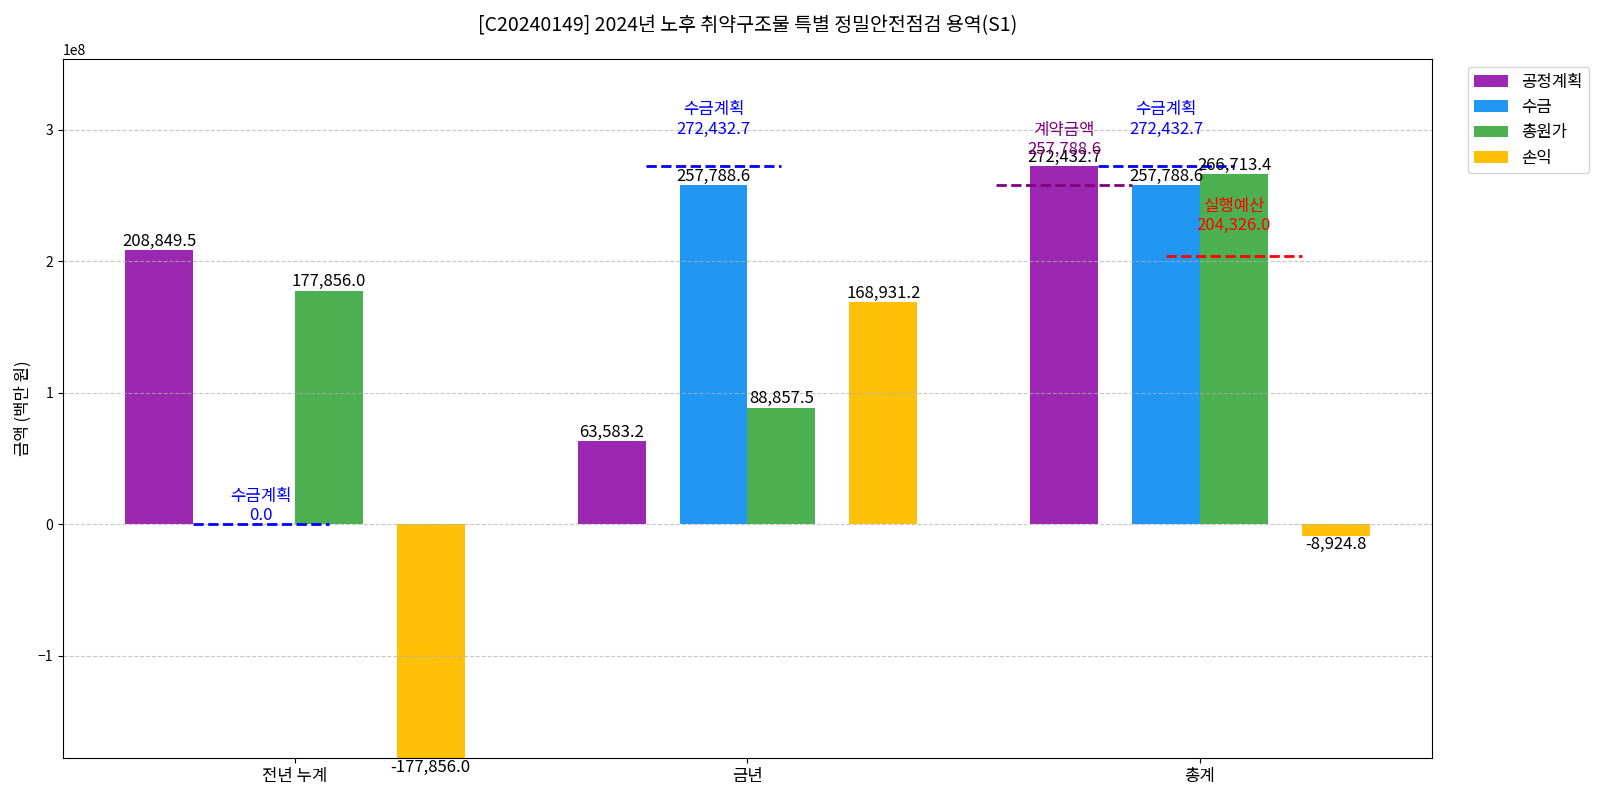 [C20240149] 2024년 노후 취약구조물 특별 정밀안전점검 용역(S1)
1e8
공정계획
수금
총원가
손익
금액 (백만 원)
3
2
1
0
−1
208,849.5
수금계획
0.0
177,856.0
-177,856.0
63,583.2
수금계획
272,432.7
257,788.6
88,857.5
168,931.2
계약금액
257,788.6
272,432.7
수금계획
272,432.7
257,788.6
266,713.4
실행예산
204,326.0
-8,924.8
전년 누계
금년
총계